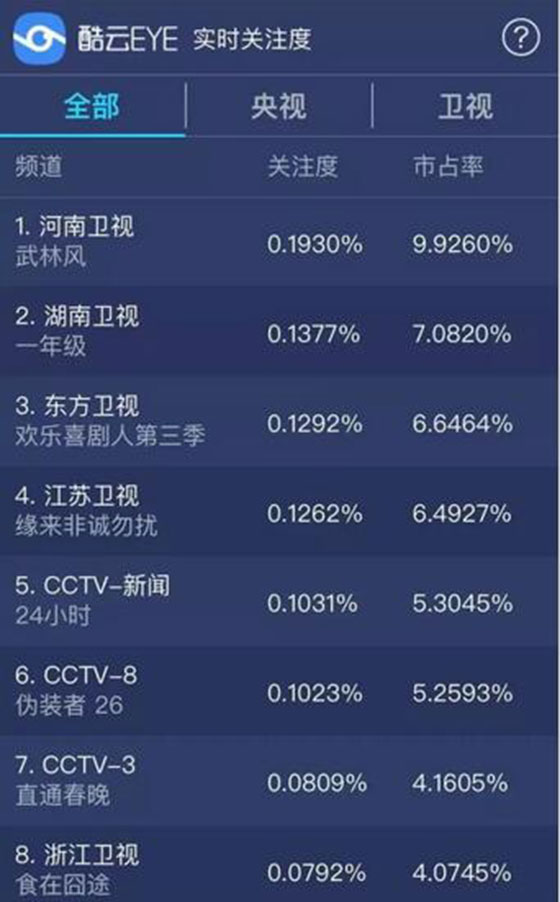 酷云EYE 实时关注度 ?
全部 央视 卫视
频道 关注度 市占率
1. 河南卫视
武林风 0.1930% 9.9260%
2. 湖南卫视
一年级 0.1377% 7.0820%
3. 东方卫视
欢乐喜剧人第三季 0.1292% 6.6464%
4. 江苏卫视
缘来非诚勿扰 0.1262% 6.4927%
5. CCTV-新闻
24小时 0.1031% 5.3045%
6. CCTV-8
伪装者 26 0.1023% 5.2593%
7. CCTV-3
直通春晚 0.0809% 4.1605%
8. 浙江卫视
食在囧途 0.0792% 4.0745%